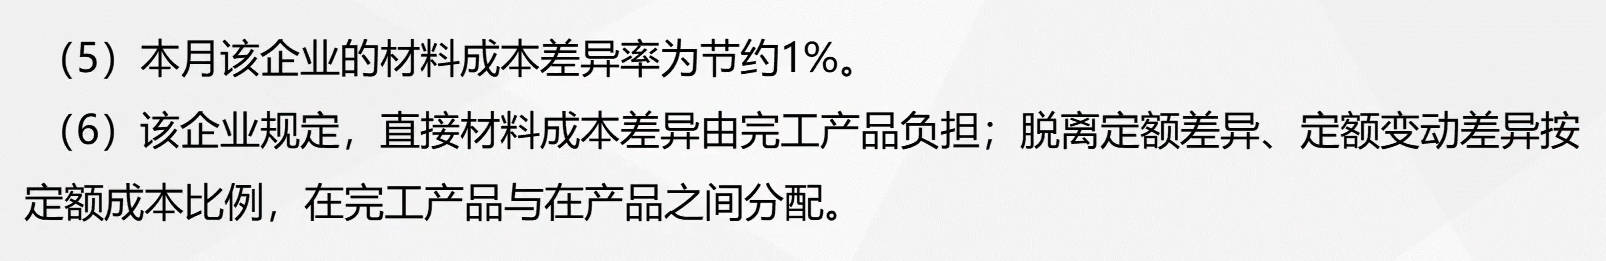 （5）本月该企业的材料成本差异率为节约1%。
（6）该企业规定，直接材料成本差异由完工产品负担；脱离定额差异、定额变动差异按
定额成本比例，在完工产品与在产品之间分配。